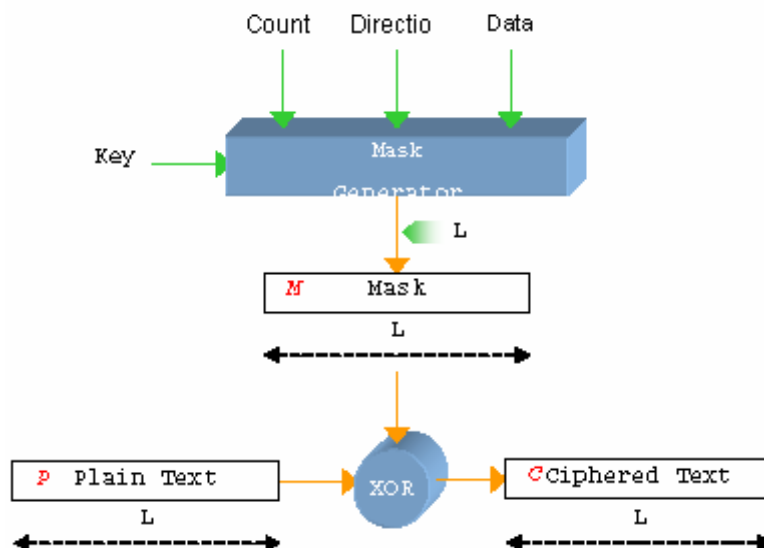 Count Directio Data
Key
Mask
Generator
L
M Mask
L
P Plain Text
XOR
C Ciphered Text
L
L